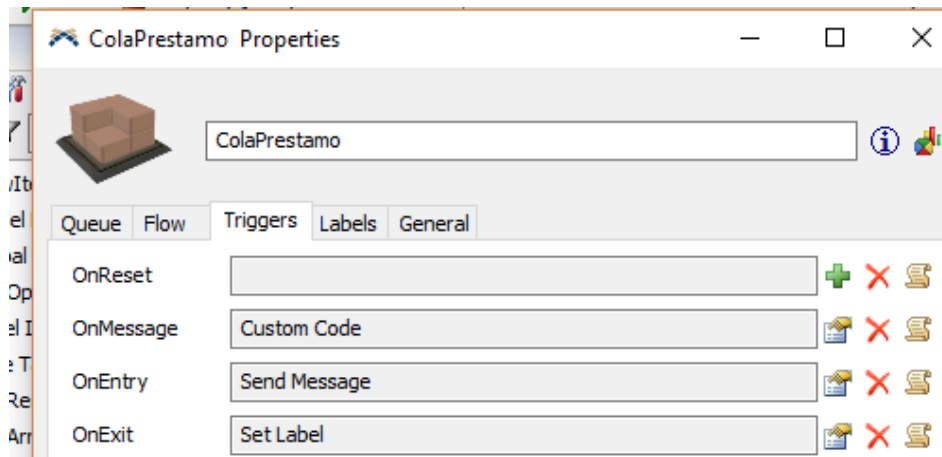 ColaPrestamo Properties
ColaPrestamo
Queue Flow Triggers Labels General
OnReset
OnMessage Custom Code
OnEntry Send Message
OnExit Set Label